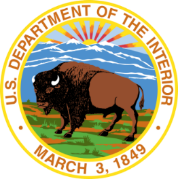 U.S. DEPARTMENT OF THE INTERIOR
MARCH 3, 1849